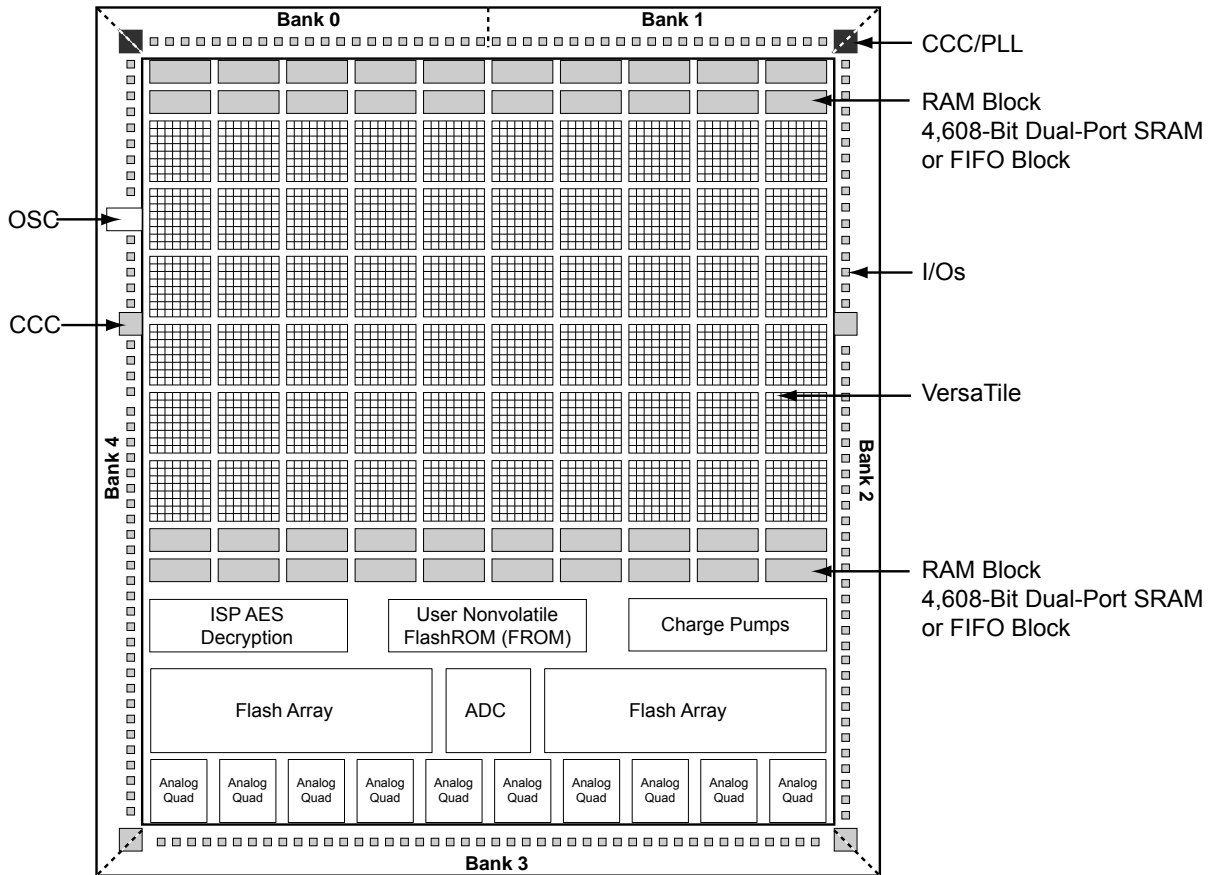 Bank 0
Bank 1
CCC/PLL
RAM Block
4,608-Bit Dual-Port SRAM
or FIFO Block
OSC
I/Os
CCC
VersaTile
Bank 4
Bank 2
RAM Block
4,608-Bit Dual-Port SRAM
or FIFO Block
ISP AES
Decryption
User Nonvolatile
FlashROM (FROM)
Charge Pumps
Flash Array
ADC
Flash Array
Analog
Quad
Analog
Quad
Analog
Quad
Analog
Quad
Analog
Quad
Analog
Quad
Analog
Quad
Analog
Quad
Analog
Quad
Analog
Quad
Bank 3